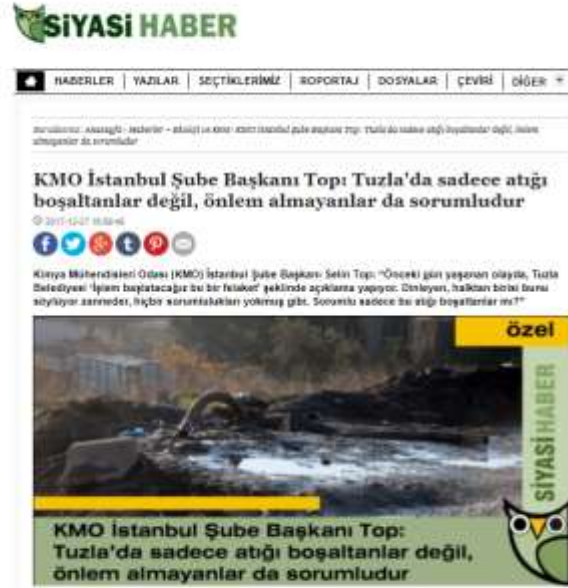 SİYASİ HABER
HABERLER | YAZILAR | SEÇTİKLERİMİZ | ROPORTAJ | DOSYALAR | ÇEVİRİ | DİĞER
KMO İstanbul Şube Başkanı Top: Tuzla'da sadece atığı
boşaltanlar değil, önlem almayanlar da sorumludur
Kimya Mühendisleri Odası (KMO) İstanbul Şube Başkanı Selin Top: "Önceki gün yaşanan olayda, Tuzla
Belediyesi 'İşlem başlatacağız bu bir felaket' şeklinde açıklama yapıyor. Dinleyen, halktan birisi bunu
söylüyor zanneder, hiçbir sorumlulukları yokmuş gibi. Sorumlu sadece bu atığı boşaltanlar mı?"
özel
SİYASİ HABER
KMO İstanbul Şube Başkanı Top:
Tuzla'da sadece atığı boşaltanlar değil,
önlem almayanlar da sorumludur